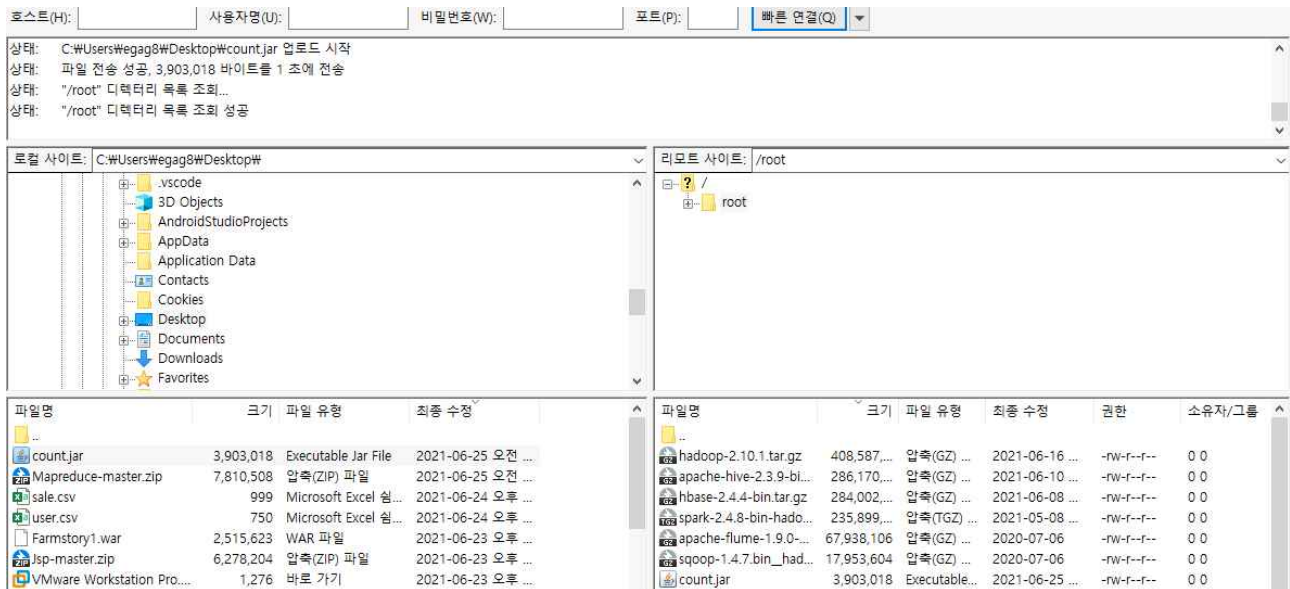 호스트(H): 사용자명(U): 비밀번호(W): 포트(P): 빠른 연결(Q)
상태: C:₩Users₩egag8₩Desktop₩count.jar 업로드 시작
상태: 파일 전송 성공, 3,903,018 바이트를 1 초에 전송
상태: "/root" 디렉터리 목록 조회...
상태: "/root" 디렉터리 목록 조회 성공
로컬 사이트: C:₩Users₩egag8₩Desktop₩
.vscode
3D Objects
AndroidStudioProjects
AppData
Application Data
Contacts
Cookies
Desktop
Documents
Downloads
Favorites
리모트 사이트: /root
/
root
파일명 크기 파일 유형 최종 수정
..
count.jar 3,903,018 Executable Jar File 2021-06-25 오전 ...
Mapreduce-master.zip 7,810,508 압축(ZIP) 파일 2021-06-25 오전 ...
sale.csv 999 Microsoft Excel 쉼... 2021-06-24 오후 ...
user.csv 750 Microsoft Excel 쉼... 2021-06-24 오후 ...
Farmstory1.war 2,515,623 WAR 파일 2021-06-23 오후 ...
Jsp-master.zip 6,278,204 압축(ZIP) 파일 2021-06-23 오후 ...
VMware Workstation Pro.... 1,276 바로 가기 2021-06-23 오후 ...
파일명 크기 파일 유형 최종 수정 권한 소유자/그룹
..
hadoop-2.10.1.tar.gz 408,587,... 압축(GZ) ... 2021-06-16 ... -rw-r--r-- 0 0
apache-hive-2.3.9-bi... 286,170,... 압축(GZ) ... 2021-06-10 ... -rw-r--r-- 0 0
hbase-2.4.4-bin.tar.gz 284,002,... 압축(GZ) ... 2021-06-08 ... -rw-r--r-- 0 0
spark-2.4.8-bin-hado... 235,899,... 압축(TGZ) ... 2021-05-08 ... -rw-r--r-- 0 0
apache-flume-1.9.0-... 67,938,106 압축(GZ) ... 2020-07-06 -rw-r--r-- 0 0
sqoop-1.4.7.bin__had... 17,953,604 압축(GZ) ... 2020-07-06 -rw-r--r-- 0 0
count.jar 3,903,018 Executable... 2021-06-25 ... -rw-r--r-- 0 0